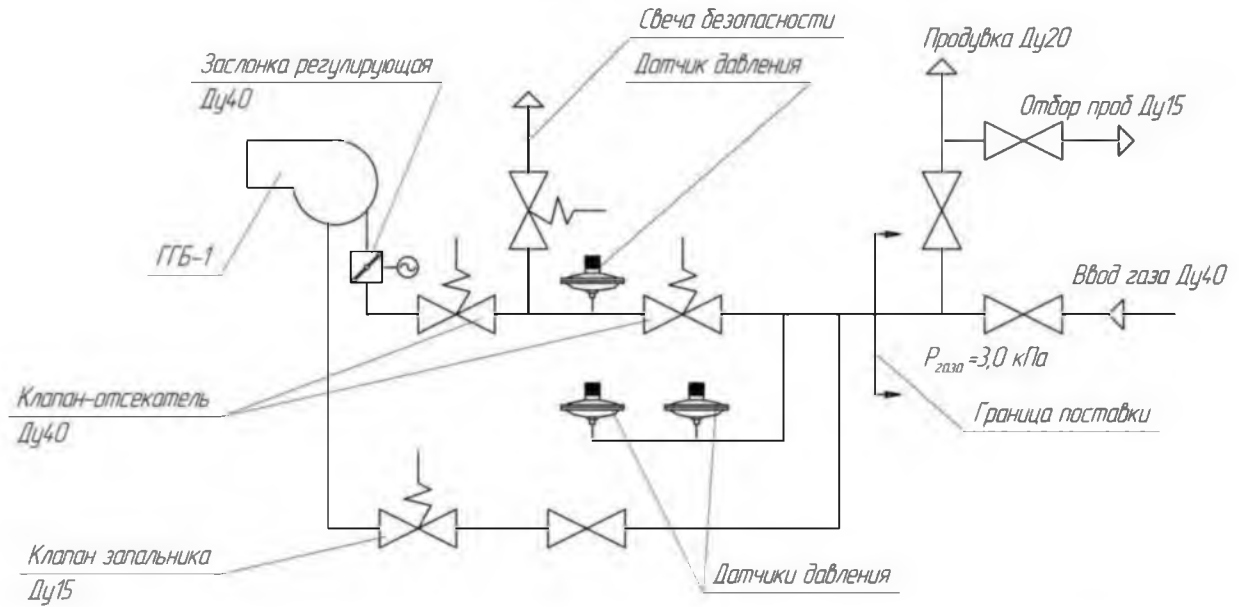 Свеча безопасности
Продувка Ду20
Заслонка регулирующая
Ду40
Датчик давления
Отбор проб Ду15
ГГБ-1
Ввод газа Ду40
Ргаза =3,0 кПа
Клапан-отсекатель
Ду40
Граница поставки
Клапан запальника
Ду15
Датчики давления